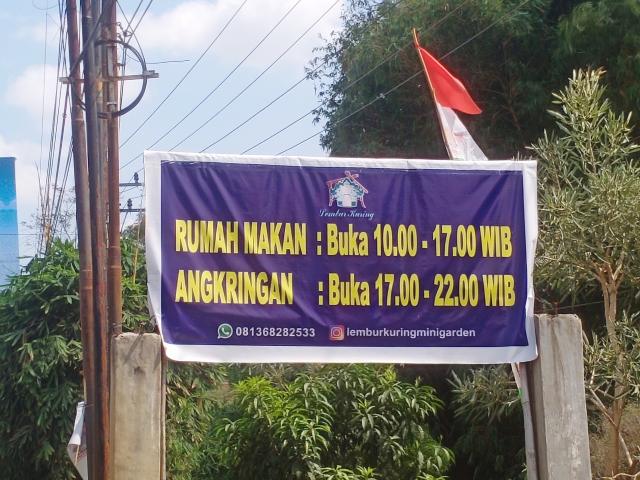 Lembur Kuring
RUMAH MAKAN : Buka 10.00 - 17.00 WIB
ANGKRINGAN : Buka 17.00 - 22.00 WIB
081368282533 lemburkuringminigarden